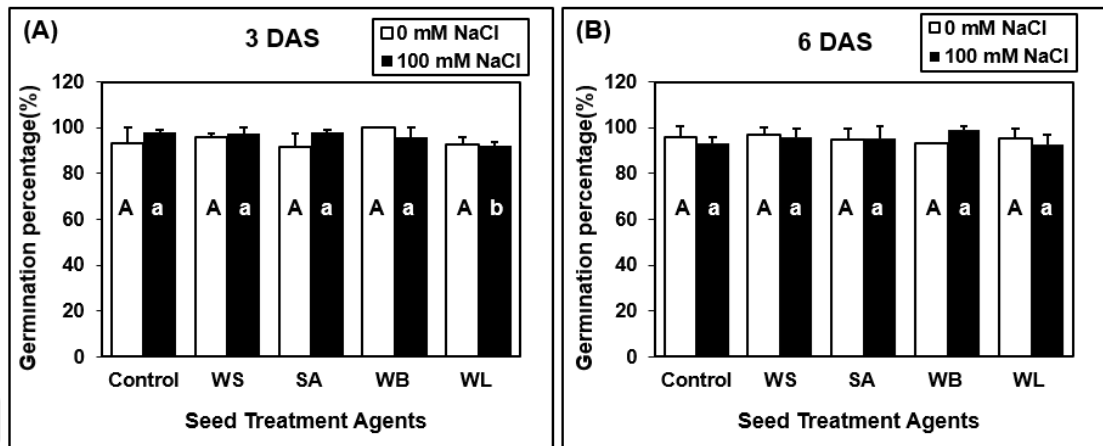 (A)
3 DAS
0 mM NaCl
100 mM NaCl
Germination percentage(%)
120
100
80
60
40
20
0
A a A a A a A a A b
Control WS SA WB WL
Seed Treatment Agents
(B)
6 DAS
0 mM NaCl
100 mM NaCl
Germination percentage(%)
120
100
80
60
40
20
0
A a A a A a A a A a
Control WS SA WB WL
Seed Treatment Agents